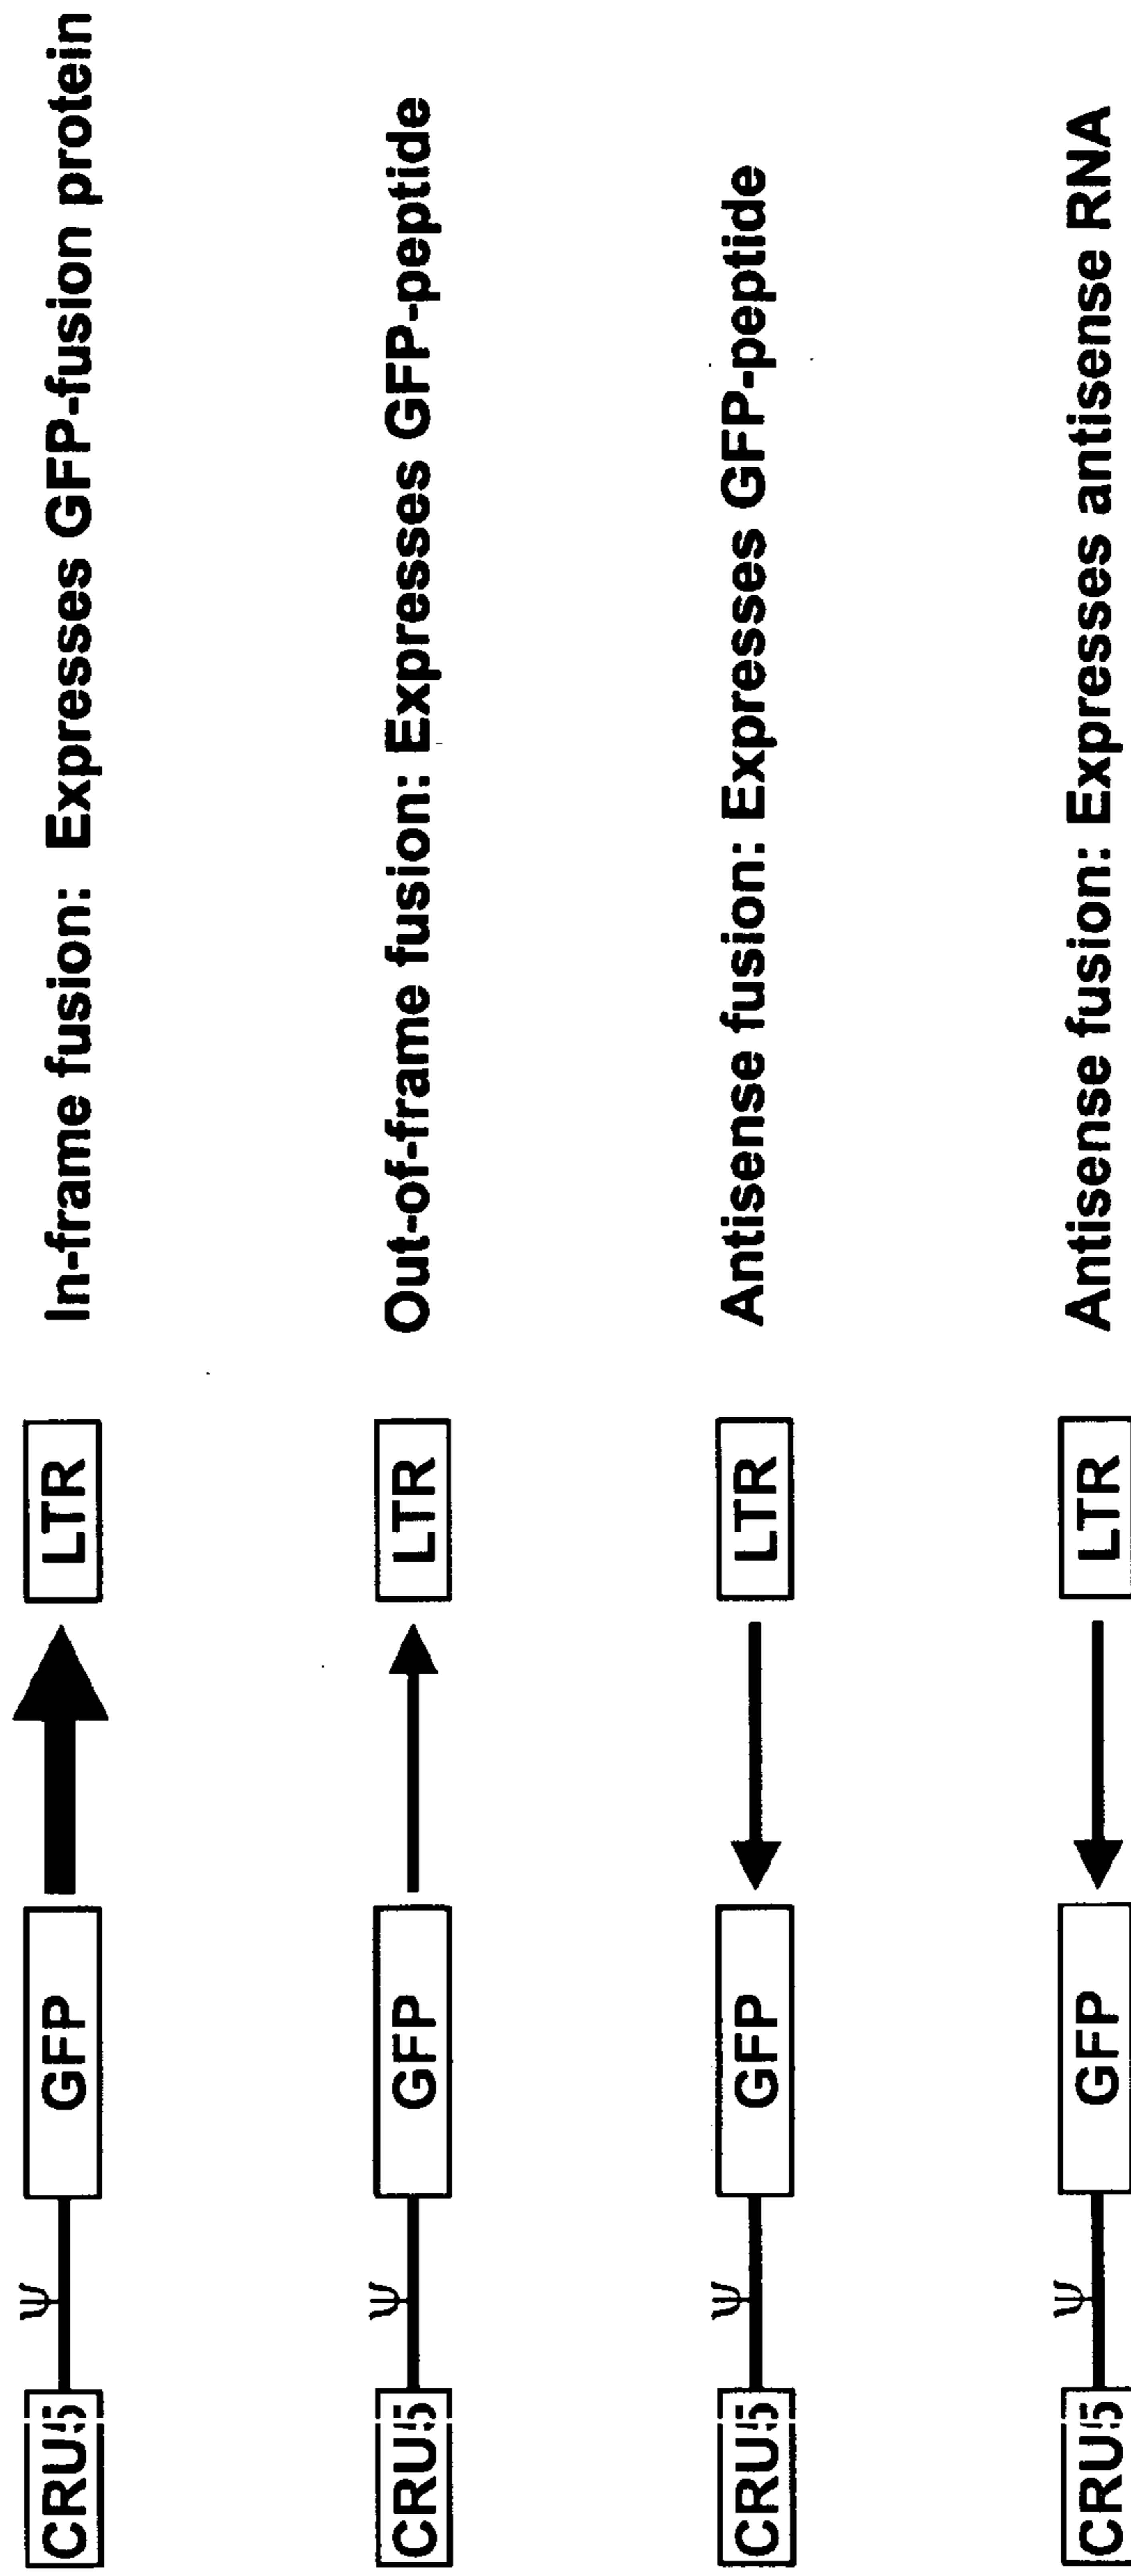 CRU5 Ψ GFP LTR In-frame fusion: Expresses GFP-fusion protein
CRU5 Ψ GFP LTR Out-of-frame fusion: Expresses GFP-peptide
CRU5 Ψ GFP LTR Antisense fusion: Expresses GFP-peptide
CRU5 Ψ GFP LTR Antisense fusion: Expresses antisense RNA